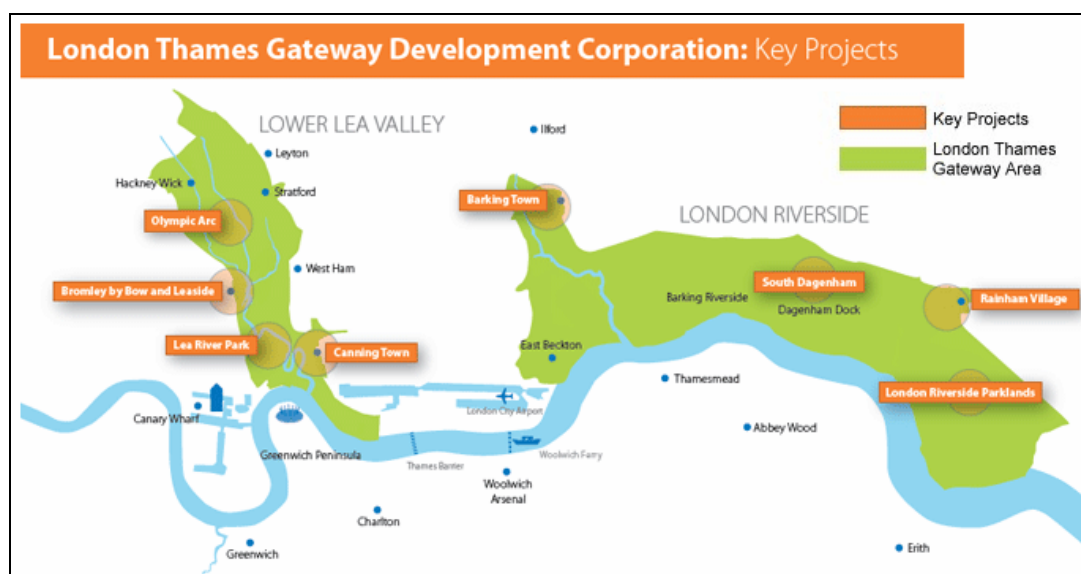 London Thames Gateway Development Corporation: Key Projects
LOWER LEA VALLEY
Ilford
Key Projects
London Thames
Gateway Area
Leyton
Hackney Wick
Stratford
Barking Town
LONDON RIVERSIDE
Olympic Arc
West Ham
Bromley by Bow and Leaside
South Dagenham
Barking Riverside
Rainham Village
Dagenham Dock
Lea River Park
Canning Town
East Beckton
Thamesmead
London Riverside Parklands
London City Airport
Canary Wharf
Abbey Wood
Greenwich Peninsula
Woolwich Farry
Thames Barrier
Woolwich
Arsenal
Charlton
Greenwich
Erith